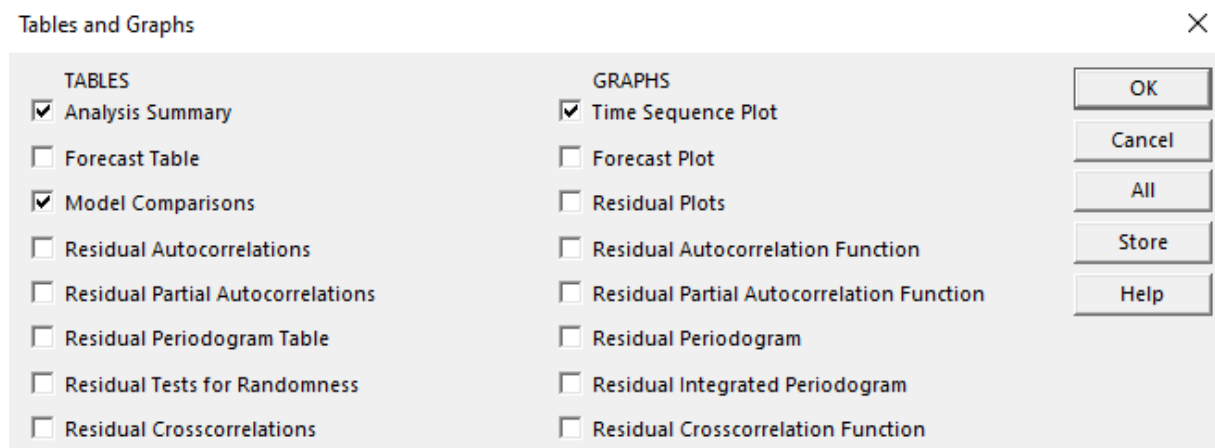 Tables and Graphs
TABLES
GRAPHS
OK
Analysis Summary
Time Sequence Plot
Cancel
Forecast Table
Forecast Plot
All
Model Comparisons
Residual Plots
Store
Residual Autocorrelations
Residual Autocorrelation Function
Help
Residual Partial Autocorrelations
Residual Partial Autocorrelation Function
Residual Periodogram Table
Residual Periodogram
Residual Tests for Randomness
Residual Integrated Periodogram
Residual Crosscorrelations
Residual Crosscorrelation Function